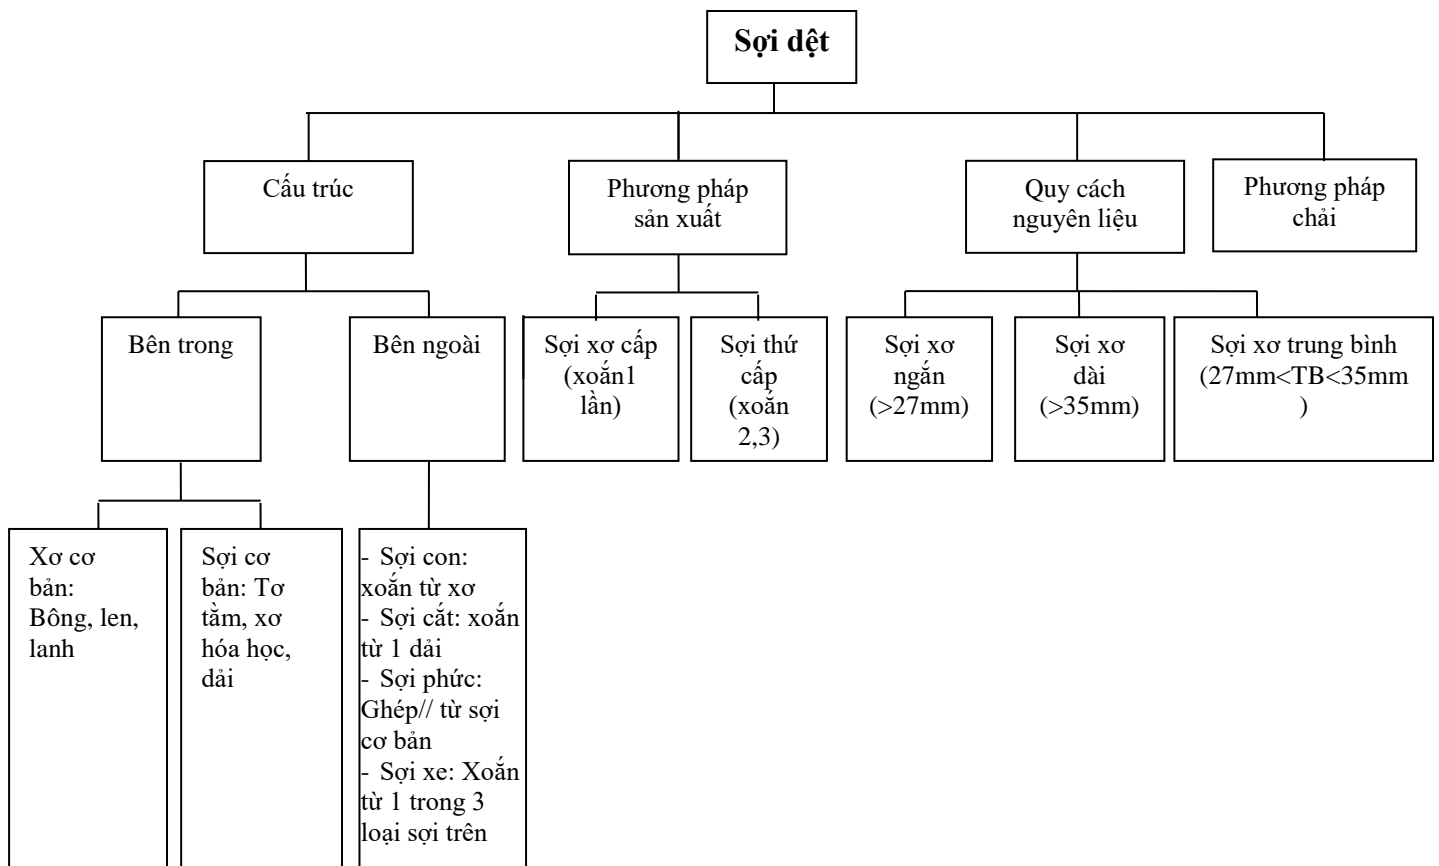 Sợi dệt
Cấu trúc
Phương pháp
sản xuất
Quy cách
nguyên liệu
Phương pháp
chải
Bên trong
Bên ngoài
Sợi xơ cấp
(xoắn1
lần)
Sợi thứ
cấp
(xoắn
2,3)
Sợi xơ
ngắn
(>27mm)
Sợi xơ
dài
(>35mm)
Sợi xơ trung bình
(27mm<TB<35mm
)
Xơ cơ
bản:
Bông, len,
lanh
Sợi cơ
bản: Tơ
tằm, xơ
hóa học,
dải
- Sợi con:
xoắn từ xơ
- Sợi cắt: xoắn
từ 1 dải
- Sợi phức:
Ghép// từ sợi
cơ bản
- Sợi xe: Xoắn
từ 1 trong 3
loại sợi trên